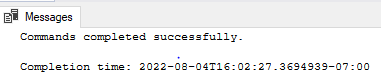 Messages
Commands completed successfully.
Completion time: 2022-08-04T16:02:27.3694939-07:00